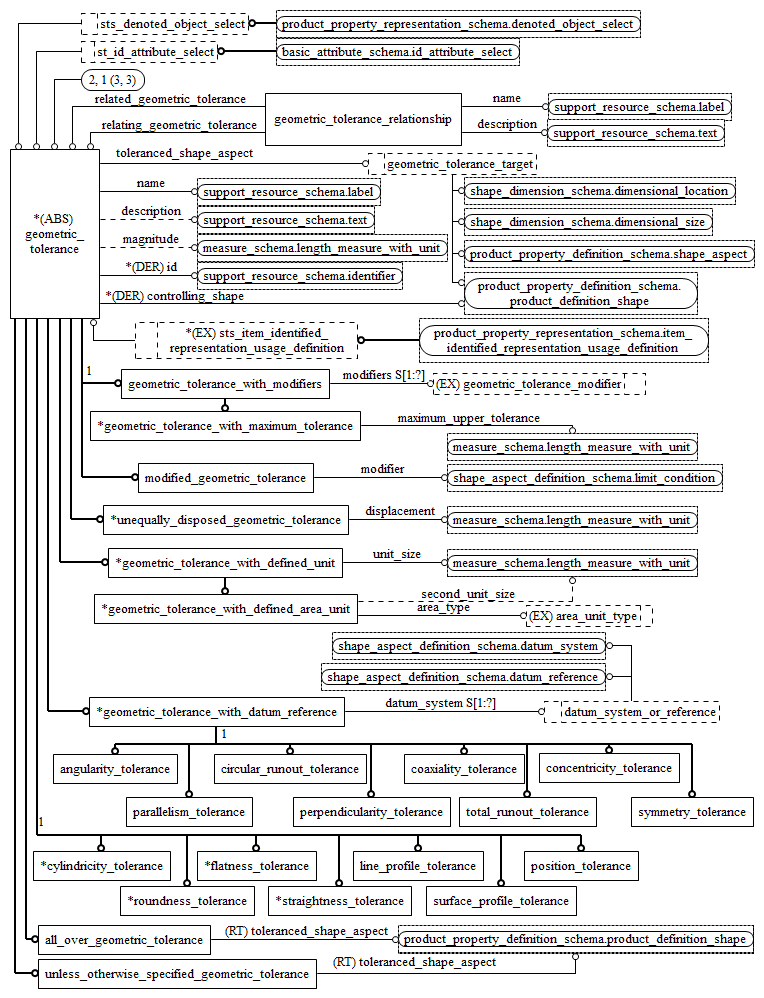 sts_denoted_object_select
product_property_representation_schema.denoted_object_select
st_id_attribute_select
basic_attribute_schema.id_attribute_select
2, 1 (3, 3)
related_geometric_tolerance
name
support_resource_schema.label
geometric_tolerance_relationship
relating_geometric_tolerance
description
support_resource_schema.text
toleranced_shape_aspect
geometric_tolerance_target
name
support_resource_schema.label
shape_dimension_schema.dimensional_location
*(ABS)
geometric_
tolerance
description
support_resource_schema.text
shape_dimension_schema.dimensional_size
magnitude
measure_schema.length_measure_with_unit
product_property_definition_schema.shape_aspect
*(DER) id
support_resource_schema.identifier
*(DER) controlling_shape
product_property_definition_schema.
product_definition_shape
*(EX) sts_item_identified_
representation_usage_definition
product_property_representation_schema.item_
identified_representation_usage_definition
1
geometric_tolerance_with_modifiers
modifiers S[1:?]
(EX) geometric_tolerance_modifier
*geometric_tolerance_with_maximum_tolerance
maximum_upper_tolerance
measure_schema.length_measure_with_unit
modified_geometric_tolerance
modifier
shape_aspect_definition_schema.limit_condition
*unequally_disposed_geometric_tolerance
displacement
measure_schema.length_measure_with_unit
*geometric_tolerance_with_defined_unit
unit_size
measure_schema.length_measure_with_unit
second_unit_size
*geometric_tolerance_with_defined_area_unit
area_type
(EX) area_unit_type
shape_aspect_definition_schema.datum_system
shape_aspect_definition_schema.datum_reference
*geometric_tolerance_with_datum_reference
datum_system S[1:?]
datum_system_or_reference
1
angularity_tolerance
circular_runout_tolerance
coaxiality_tolerance
concentricity_tolerance
parallelism_tolerance
perpendicularity_tolerance
total_runout_tolerance
symmetry_tolerance
1
*cylindricity_tolerance
*flatness_tolerance
line_profile_tolerance
position_tolerance
*roundness_tolerance
*straightness_tolerance
surface_profile_tolerance
all_over_geometric_tolerance
(RT) toleranced_shape_aspect
product_property_definition_schema.product_definition_shape
unless_otherwise_specified_geometric_tolerance
(RT) toleranced_shape_aspect